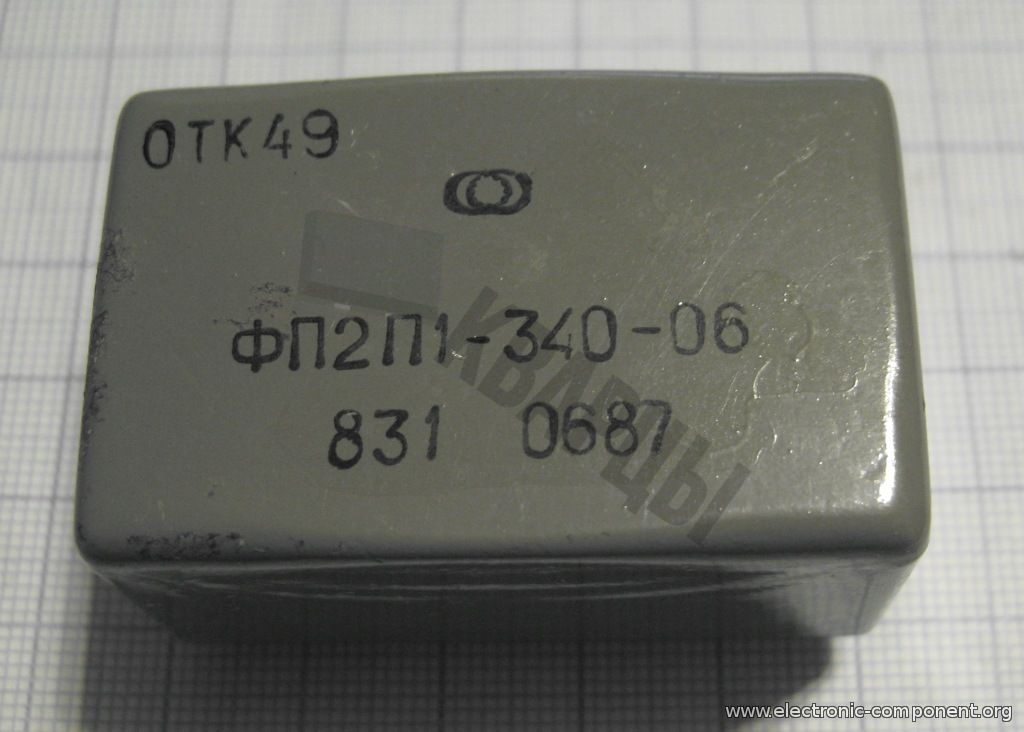 ОТК49
ФП2П1-340-06
831 0687
КВАРЦЫ
www.electronic-component.org